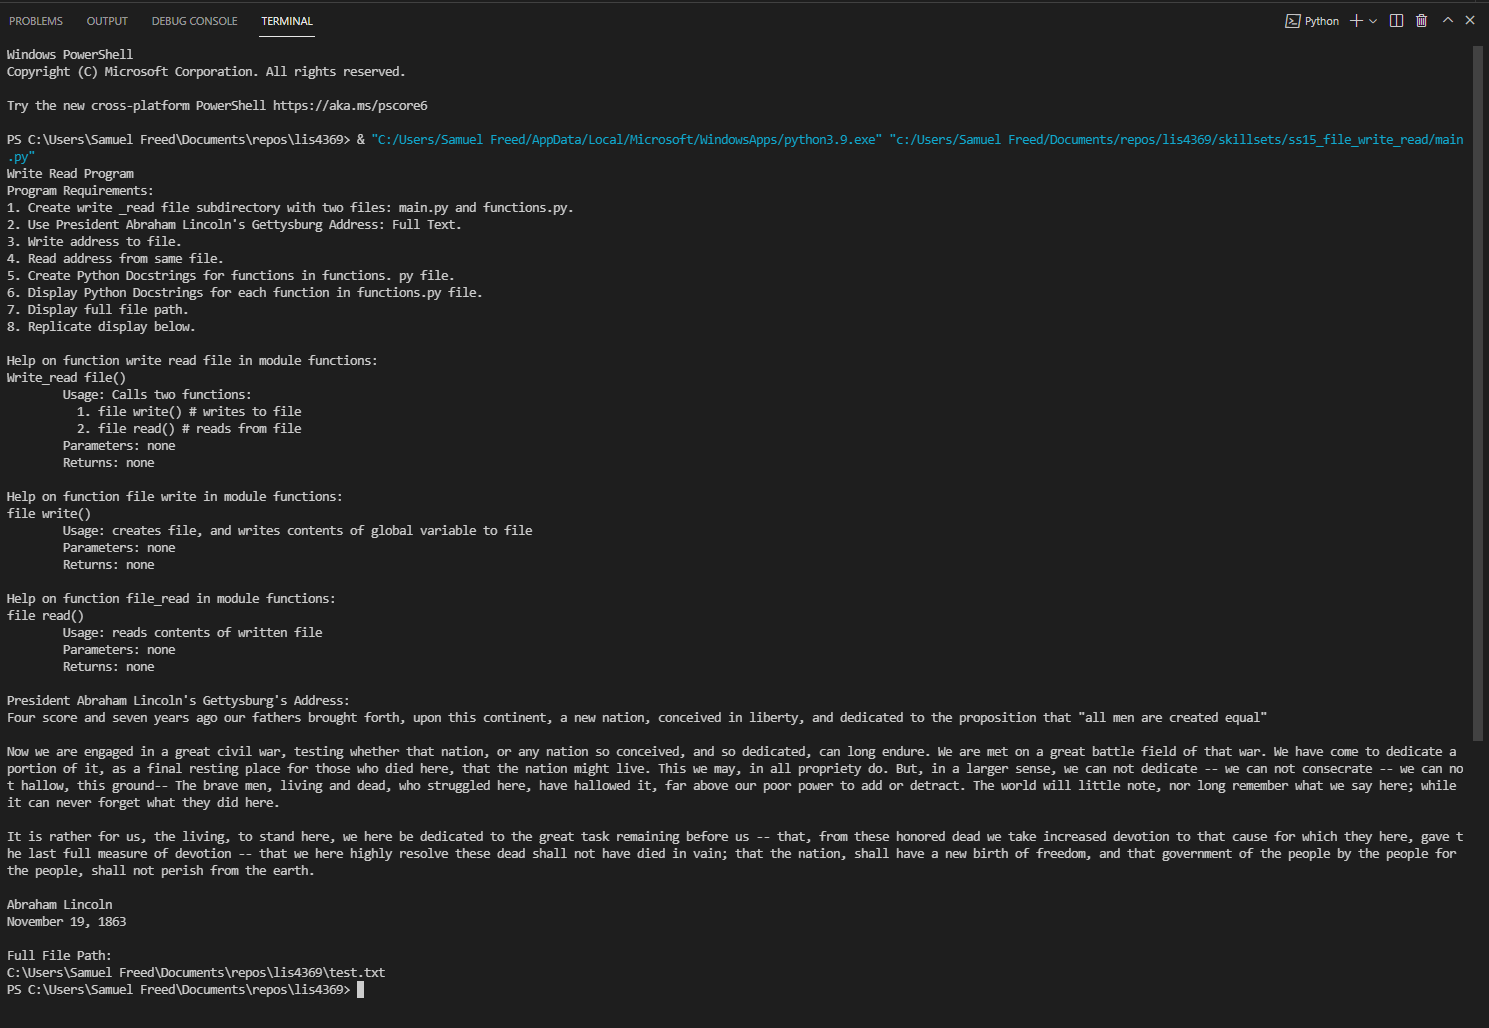 PROBLEMS OUTPUT DEBUG CONSOLE TERMINAL Python
Windows PowerShell
Copyright (C) Microsoft Corporation. All rights reserved.
Try the new cross-platform PowerShell https://aka.ms/pscore6
PS C:\Users\Samuel Freed\Documents\repos\lis4369> & "C:/Users/Samuel Freed/AppData/Local/Microsoft/WindowsApps/python3.9.exe" "c:/Users/Samuel Freed/Documents/repos/lis4369/skillsets/ss15_file_write_read/main
.py"
Write Read Program
Program Requirements:
1. Create write _read file subdirectory with two files: main.py and functions.py.
2. Use President Abraham Lincoln's Gettysburg Address: Full Text.
3. Write address to file.
4. Read address from same file.
5. Create Python Docstrings for functions in functions. py file.
6. Display Python Docstrings for each function in functions.py file.
7. Display full file path.
8. Replicate display below.
Help on function write read file in module functions:
Write_read file()
Usage: Calls two functions:
1. file write() # writes to file
2. file read() # reads from file
Parameters: none
Returns: none
Help on function file write in module functions:
file write()
Usage: creates file, and writes contents of global variable to file
Parameters: none
Returns: none
Help on function file_read in module functions:
file read()
Usage: reads contents of written file
Parameters: none
Returns: none
President Abraham Lincoln's Gettysburg's Address:
Four score and seven years ago our fathers brought forth, upon this continent, a new nation, conceived in liberty, and dedicated to the proposition that "all men are created equal"
Now we are engaged in a great civil war, testing whether that nation, or any nation so conceived, and so dedicated, can long endure. We are met on a great battle field of that war. We have come to dedicate a
portion of it, as a final resting place for those who died here, that the nation might live. This we may, in all propriety do. But, in a larger sense, we can not dedicate -- we can not consecrate -- we can no
t hallow, this ground-- The brave men, living and dead, who struggled here, have hallowed it, far above our poor power to add or detract. The world will little note, nor long remember what we say here; while
it can never forget what they did here.
It is rather for us, the living, to stand here, we here be dedicated to the great task remaining before us -- that, from these honored dead we take increased devotion to that cause for which they here, gave t
he last full measure of devotion -- that we here highly resolve these dead shall not have died in vain; that the nation, shall have a new birth of freedom, and that government of the people by the people for
the people, shall not perish from the earth.
Abraham Lincoln
November 19, 1863
Full File Path:
C:\Users\Samuel Freed\Documents\repos\lis4369\test.txt
PS C:\Users\Samuel Freed\Documents\repos\lis4369>